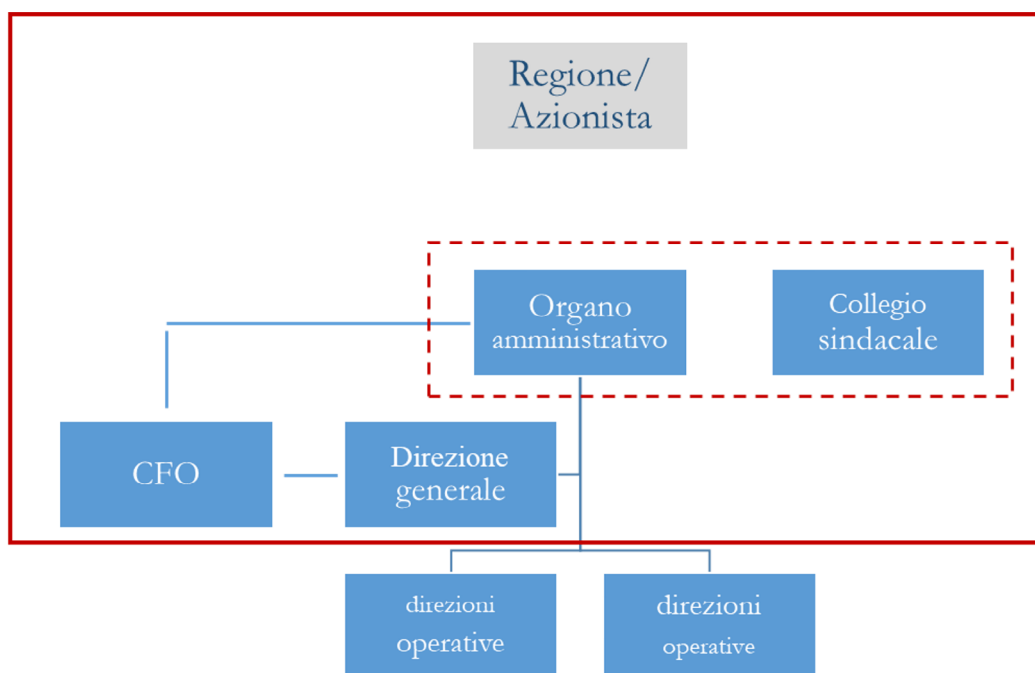 Regione/
Azionista
Organo
amministrativo
Collegio
sindacale
CFO
Direzione
generale
direzioni
operative
direzioni
operative